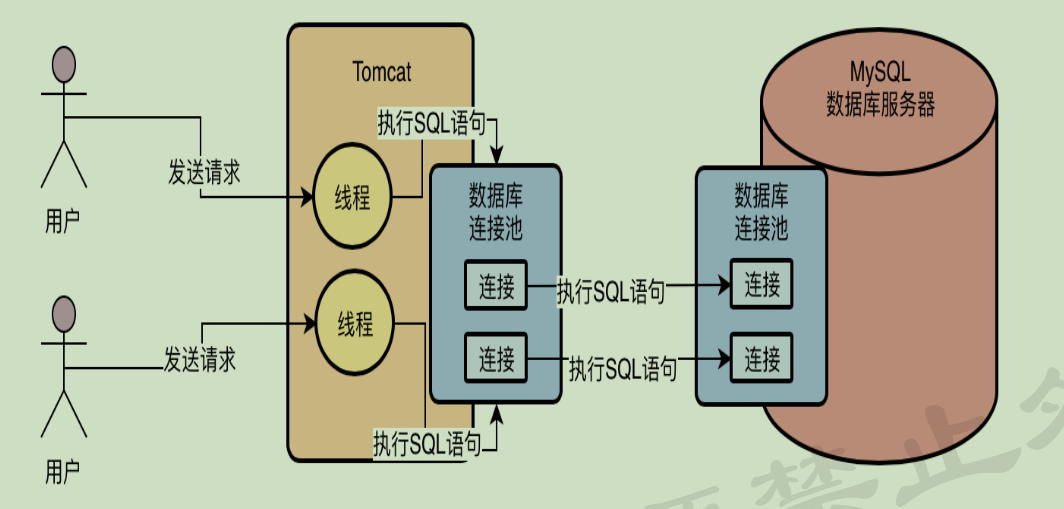 Tomcat
MySQL
数据库服务器
执行SQL语句
发送请求
线程
用户
数据库
连接池
数据库
连接池
连接
执行SQL语句
连接
线程
发送请求
连接
执行SQL语句
连接
执行SQL语句
用户
严禁止